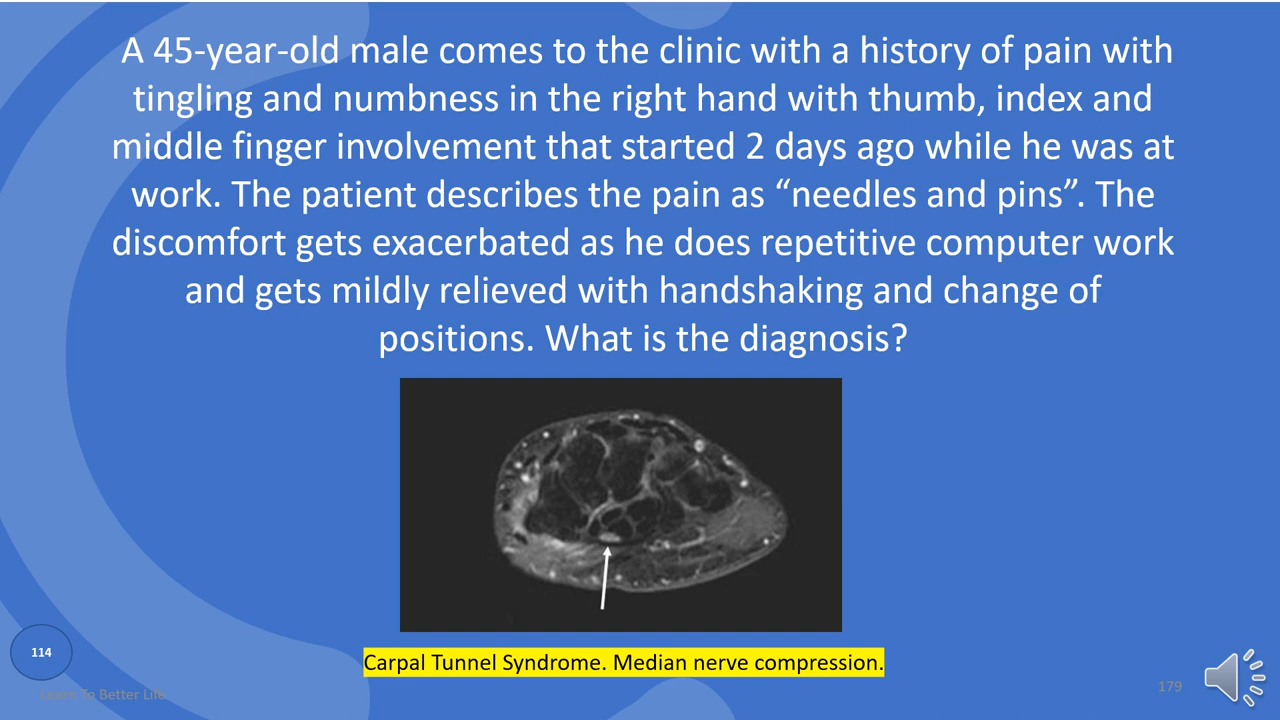 A 45-year-old male comes to the clinic with a history of pain with
tingling and numbness in the right hand with thumb, index and
middle finger involvement that started 2 days ago while he was at
work. The patient describes the pain as “needles and pins”. The
discomfort gets exacerbated as he does repetitive computer work
and gets mildly relieved with handshaking and change of
positions. What is the diagnosis?
Carpal Tunnel Syndrome. Median nerve compression.
114
Learn To Better Life
179